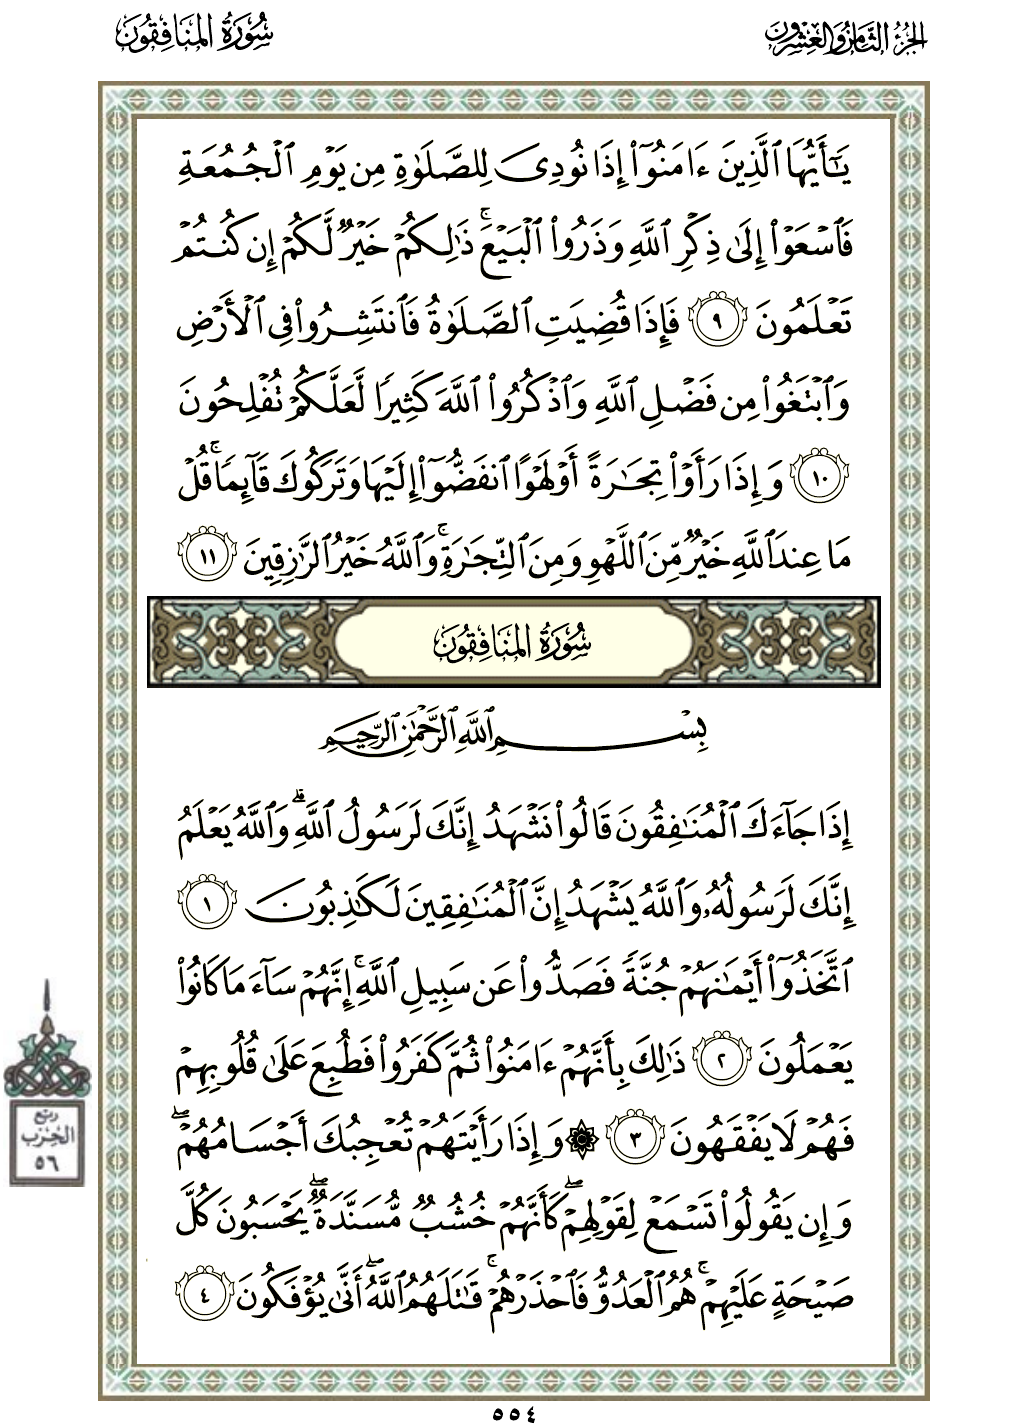 الجزء الثامن والعشرون
سورة المنافقون
يَٰٓأَيُّهَا ٱلَّذِينَ ءَامَنُوٓا۟ إِذَا نُودِىَ لِلصَّلَوٰةِ مِن يَوْمِ ٱلْجُمُعَةِ
فَٱسْعَوْا۟ إِلَىٰ ذِكْرِ ٱللَّهِ وَذَرُوا۟ ٱلْبَيْعَ ۚ ذَٰلِكُمْ خَيْرٌ لَّكُمْ إِن كُنتُمْ
تَعْلَمُونَ ٩ فَإِذَا قُضِيَتِ ٱلصَّلَوٰةُ فَٱنتَشِرُوا۟ فِى ٱلْأَرْضِ
وَٱبْتَغُوا۟ مِن فَضْلِ ٱللَّهِ وَٱذْكُرُوا۟ ٱللَّهَ كَثِيرًا لَّعَلَّكُمْ تُفْلِحُونَ
١٠ وَإِذَا رَأَوْا۟ تِجَٰرَةً أَوْ لَهْوًا ٱنفَضُّوٓا۟ إِلَيْهَا وَتَرَكُوكَ قَآئِمًا ۚ قُلْ
مَا عِندَ ٱللَّهِ خَيْرٌ مِّنَ ٱللَّهْوِ وَمِنَ ٱلتِّجَٰرَةِ ۚ وَٱللَّهُ خَيْرُ ٱلرَّٰزِقِينَ ١١
سُورَةُ المنَافِقُونَ
بِسْمِ ٱللَّهِ ٱلرَّحْمَٰنِ ٱلرَّحِيمِ
إِذَا جَآءَكَ ٱلْمُنَٰفِقُونَ قَالُوا۟ نَشْهَدُ إِنَّكَ لَرَسُولُ ٱللَّهِ ۗ وَٱللَّهُ يَعْلَمُ
إِنَّكَ لَرَسُولُهُۥ وَٱللَّهُ يَشْهَدُ إِنَّ ٱلْمُنَٰفِقِينَ لَكَٰذِبُونَ ١
ٱتَّخَذُوٓا۟ أَيْمَٰنَهُمْ جُنَّةً فَصَدُّوا۟ عَن سَبِيلِ ٱللَّهِ ۚ إِنَّهُمْ سَآءَ مَا كَانُوا۟
يَعْمَلُونَ ٢ ذَٰلِكَ بِأَنَّهُمْ ءَامَنُوا۟ ثُمَّ كَفَرُوا۟ فَطُبِعَ عَلَىٰ قُلُوبِهِمْ
فَهُمْ لَا يَفْقَهُونَ ٣ ۞ وَإِذَا رَأَيْتَهُمْ تُعْجِبُكَ أَجْسَامُهُمْ ۖ
وَإِن يَقُولُوا۟ تَسْمَعْ لِقَوْلِهِمْ ۖ كَأَنَّهُمْ خُشُبٌ مُّسَنَّدَةٌ ۖ يَحْسَبُونَ كُلَّ
صَيْحَةٍ عَلَيْهِمْ ۚ هُمُ ٱلْعَدُوُّ فَٱحْذَرْهُمْ ۚ قَٰتَلَهُمُ ٱللَّهُ ۖ أَنَّىٰ يُؤْفَكُونَ ٤
ربع
الحزب
٥٦
٥٥٤